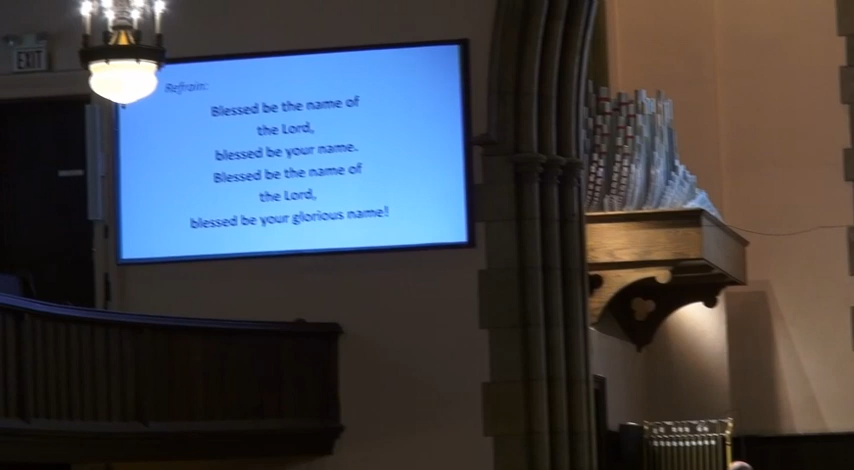 EXIT
Refrain:
Blessed be the name of
the Lord,
blessed be your name.
Blessed be the name of
the Lord,
blessed be your glorious name!